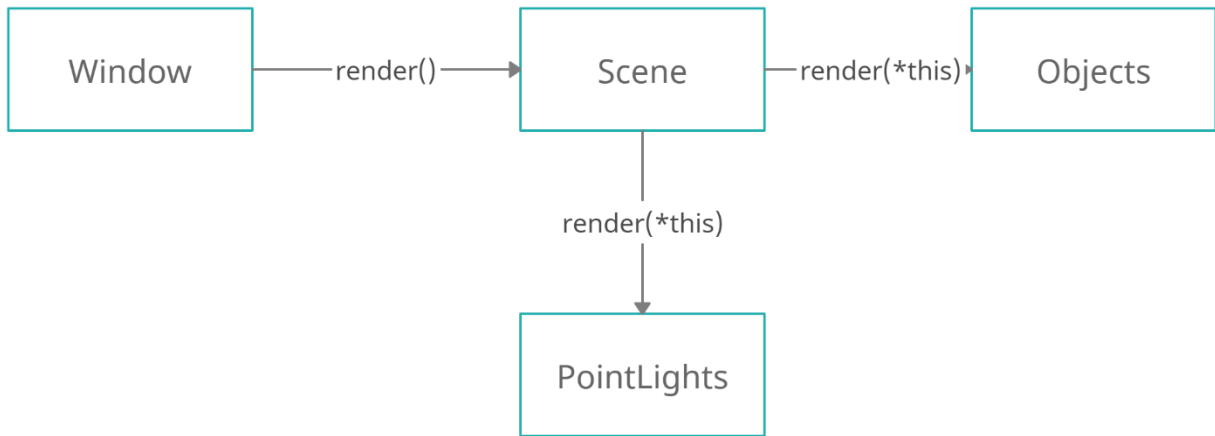 Window
render()
Scene
render(*this)
Objects
render(*this)
PointLights